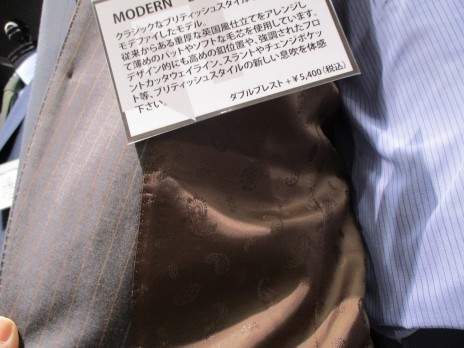 MODERN
クラシックなブリティッシュスタイル
モディファイしたモデル。
従来からある重厚な英国風仕立てをアレンジし
て薄めのパットやソフトな毛芯を使用しています。
デザイン的にも高めの釦位置や、強調されたフロ
ントカッタウェイライン、スラントやチェンジポケッ
ト等、ブリティッシュスタイルの新しい息吹を体感
下さい。
ダブルブレスト+¥5,400(税込)